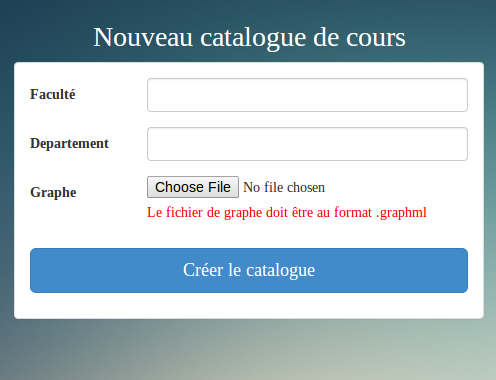 Nouveau catalogue de cours
Faculté
Departement
Graphe Choose File No file chosen
Le fichier de graphe doit être au format .graphml
Créer le catalogue